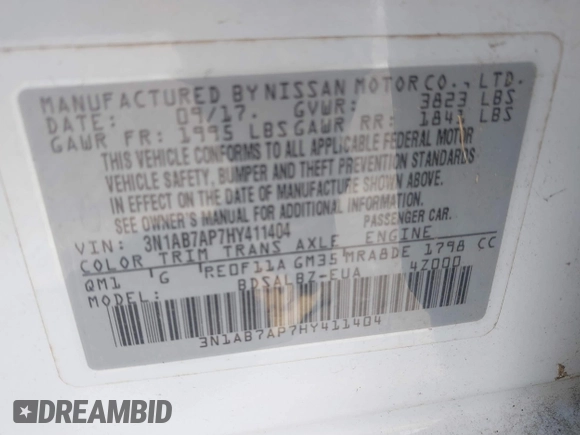 MANUFACTURED BY NISSAN MOTOR CO., LTD.
DATE: 09/17. GVWR: 3823 LBS
GAWR FR: 1995 LBS GAWR RR: 1841 LBS
THIS VEHICLE CONFORMS TO ALL APPLICABLE FEDERAL MOTOR
VEHICLE SAFETY, BUMPER AND THEFT PREVENTION STANDARDS
IN EFFECT ON THE DATE OF MANUFACTURE SHOWN ABOVE.
SEE OWNER'S MANUAL FOR ADDITIONAL INFORMATION.
VIN: 3N1AB7AP7HY411404 PASSENGER CAR.
COLOR TRIM TRANS AXLE ENGINE
QM1 G RE0F11A GM35 MRA8DE 1798 CC
MODEL: BDSALBZ-EUA 4Z000
3N1AB7AP7HY411404
DREAMBID